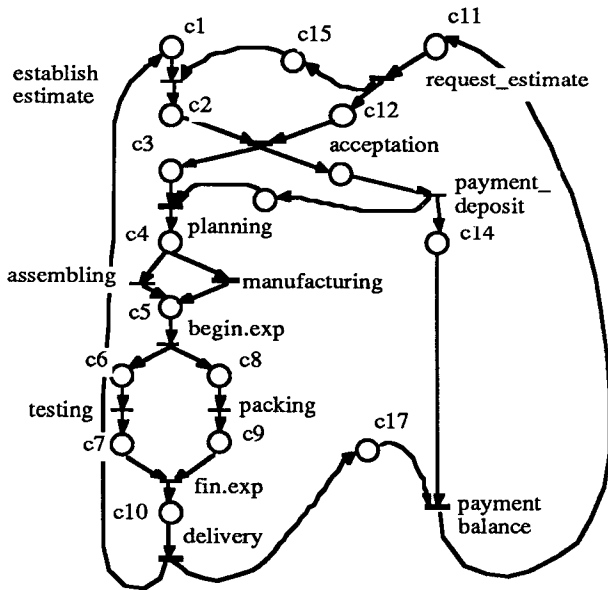 c1
c15
c11
establish
estimate
request_estimate
c2
c12
c3
acceptation
payment_
deposit
planning
c4
c14
assembling
manufacturing
c5
begin.exp
c6
c8
testing
packing
c7
c9
c17
fin.exp
c10
delivery
payment
balance